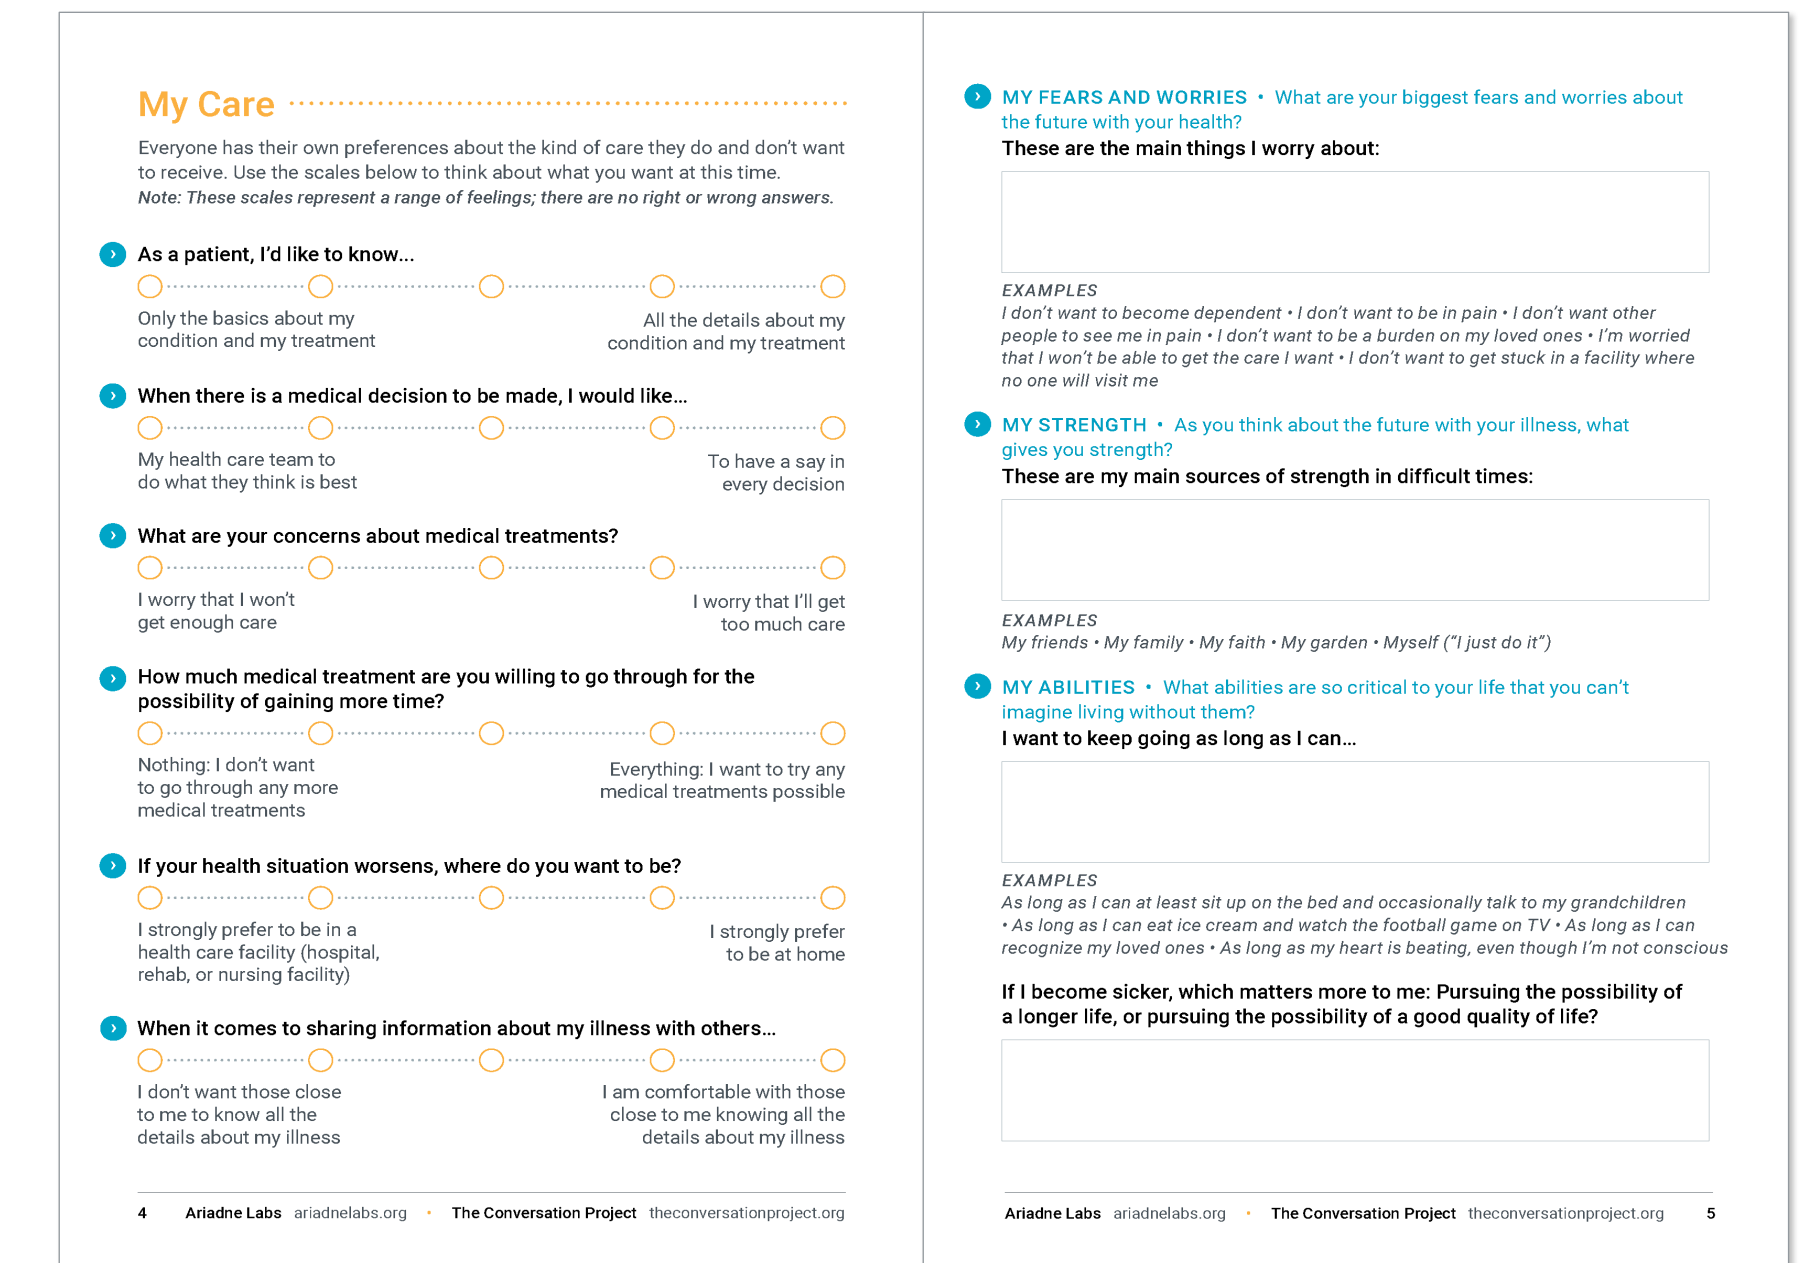 My Care
Everyone has their own preferences about the kind of care they do and don’t want
to receive. Use the scales below to think about what you want at this time.
Note: These scales represent a range of feelings; there are no right or wrong answers.
As a patient, I’d like to know...
Only the basics about my
condition and my treatment
All the details about my
condition and my treatment
When there is a medical decision to be made, I would like...
My health care team to
do what they think is best
To have a say in
every decision
What are your concerns about medical treatments?
I worry that I won’t
get enough care
I worry that I’ll get
too much care
How much medical treatment are you willing to go through for the
possibility of gaining more time?
Nothing: I don’t want
to go through any more
medical treatments
Everything: I want to try any
medical treatments possible
If your health situation worsens, where do you want to be?
I strongly prefer to be in a
health care facility (hospital,
rehab, or nursing facility)
I strongly prefer
to be at home
When it comes to sharing information about my illness with others...
I don’t want those close
to me to know all the
details about my illness
I am comfortable with those
close to me knowing all the
details about my illness
4 Ariadne Labs ariadnelabs.org • The Conversation Project theconversationproject.org
MY FEARS AND WORRIES • What are your biggest fears and worries about
the future with your health?
These are the main things I worry about:
EXAMPLES
I don’t want to become dependent • I don’t want to be in pain • I don’t want other
people to see me in pain • I don’t want to be a burden on my loved ones • I’m worried
that I won’t be able to get the care I want • I don’t want to get stuck in a facility where
no one will visit me
MY STRENGTH • As you think about the future with your illness, what
gives you strength?
These are my main sources of strength in difficult times:
EXAMPLES
My friends • My family • My faith • My garden • Myself (“I just do it”)
MY ABILITIES • What abilities are so critical to your life that you can’t
imagine living without them?
I want to keep going as long as I can...
EXAMPLES
As long as I can at least sit up on the bed and occasionally talk to my grandchildren
• As long as I can eat ice cream and watch the football game on TV • As long as I can
recognize my loved ones • As long as my heart is beating, even though I’m not conscious
If I become sicker, which matters more to me: Pursuing the possibility of
a longer life, or pursuing the possibility of a good quality of life?
Ariadne Labs ariadnelabs.org • The Conversation Project theconversationproject.org 5